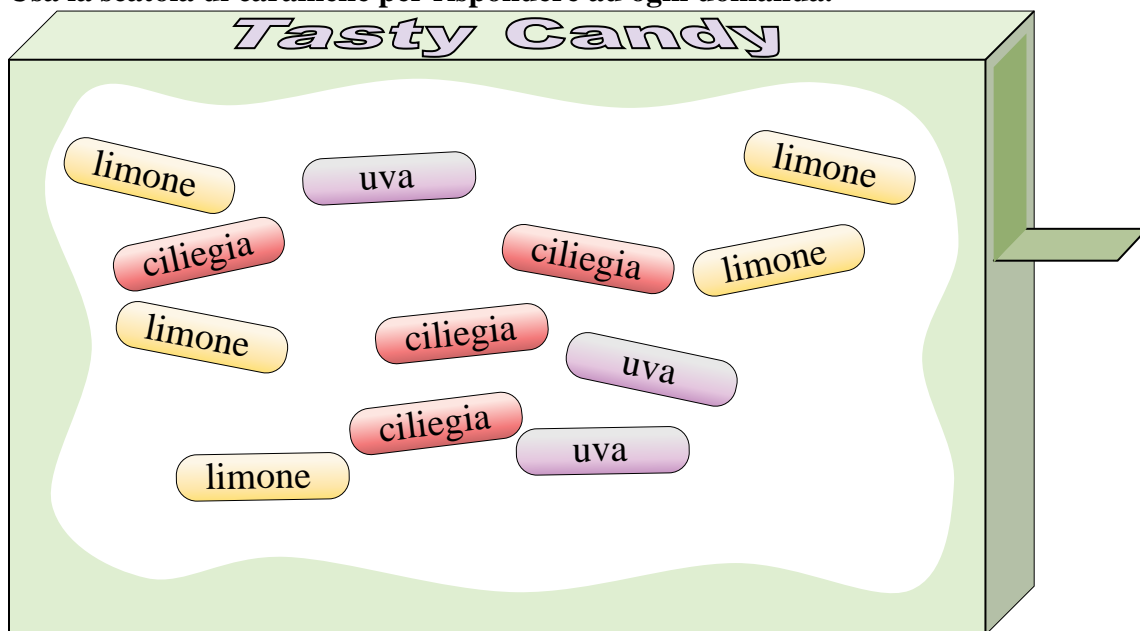 Usa la scatola di caramelle per rispondere ad ogni domanda.
Tasty Candy
limone
uva
limone
ciliegia
ciliegia
limone
limone
ciliegia
uva
ciliegia
uva
limone